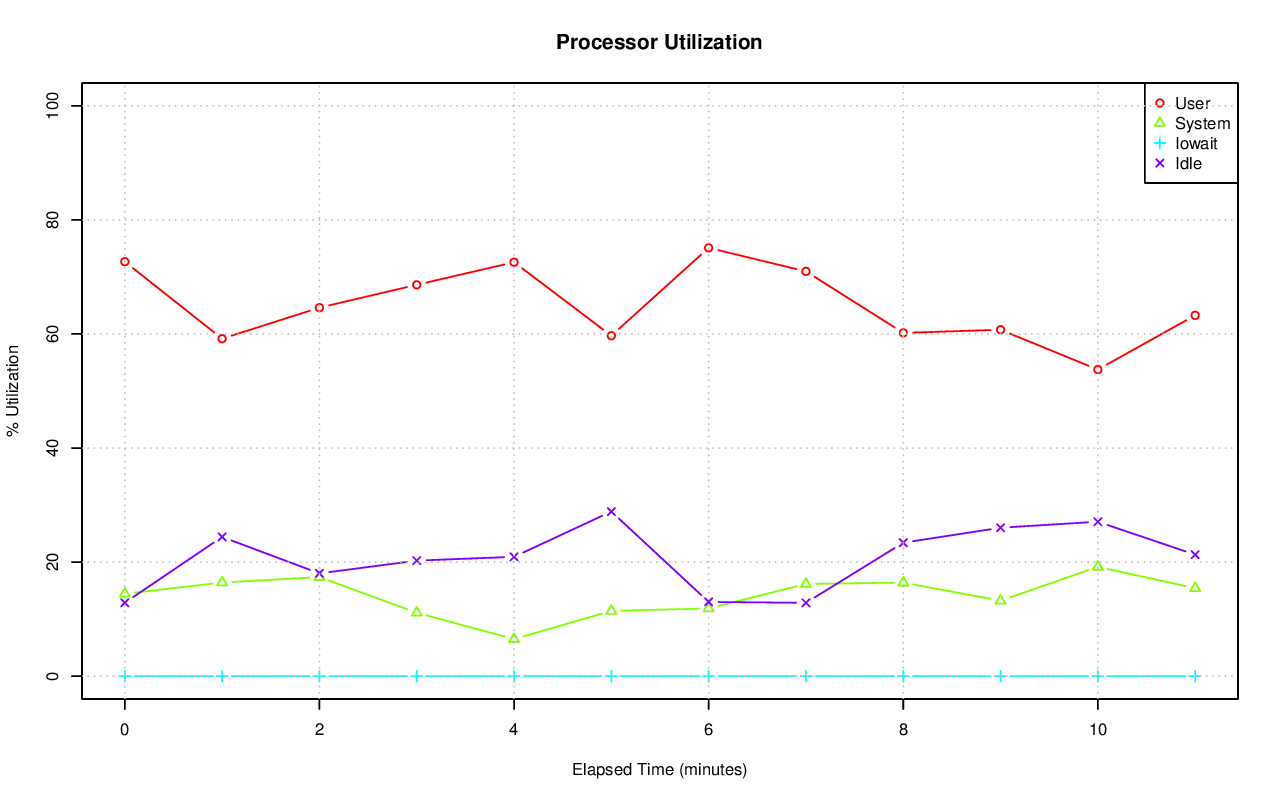 Processor Utilization
User
System
Iowait
Idle
% Utilization
100
80
60
40
20
0
0 2 4 6 8 10
Elapsed Time (minutes)